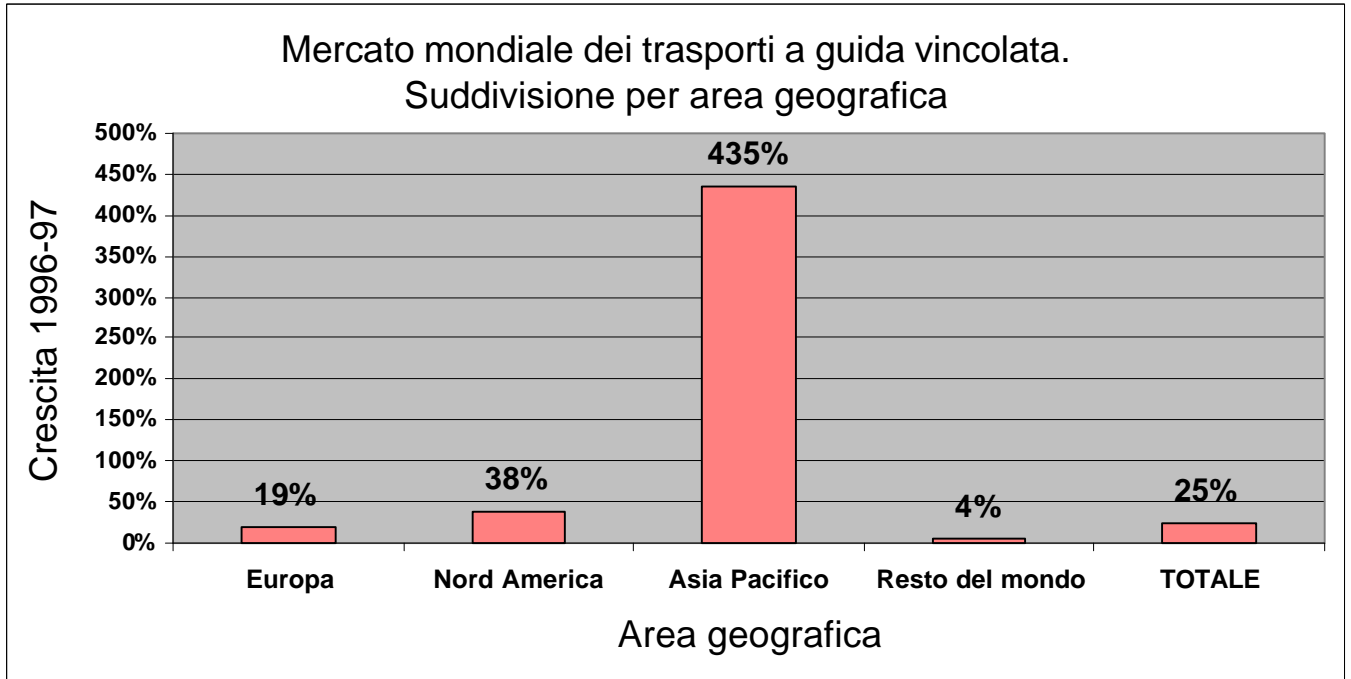 Mercato mondiale dei trasporti a guida vincolata.
Suddivisione per area geografica
Crescita 1996-97
500%
450%
400%
350%
300%
250%
200%
150%
100%
50%
0%
19%
38%
435%
4%
25%
Europa
Nord America
Asia Pacifico
Resto del mondo
TOTALE
Area geografica